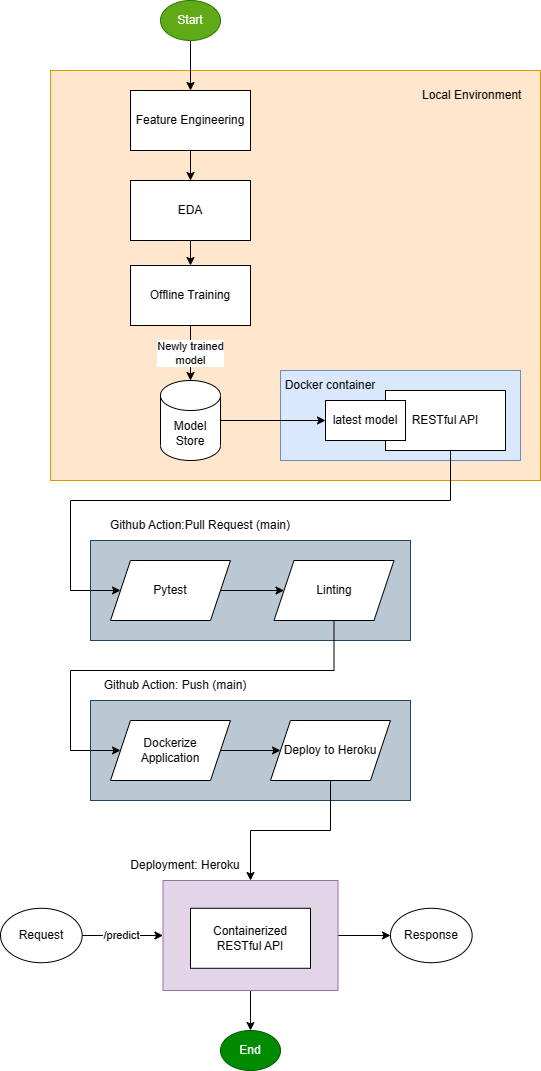 Start
Local Environment
Feature Engineering
EDA
Offline Training
Newly trained
model
Docker container
Model
Store
latest model
RESTful API
Github Action:Pull Request (main)
Pytest
Linting
Github Action: Push (main)
Dockerize
Application
Deploy to Heroku
Deployment: Heroku
Request
/predict
Containerized
RESTful API
Response
End